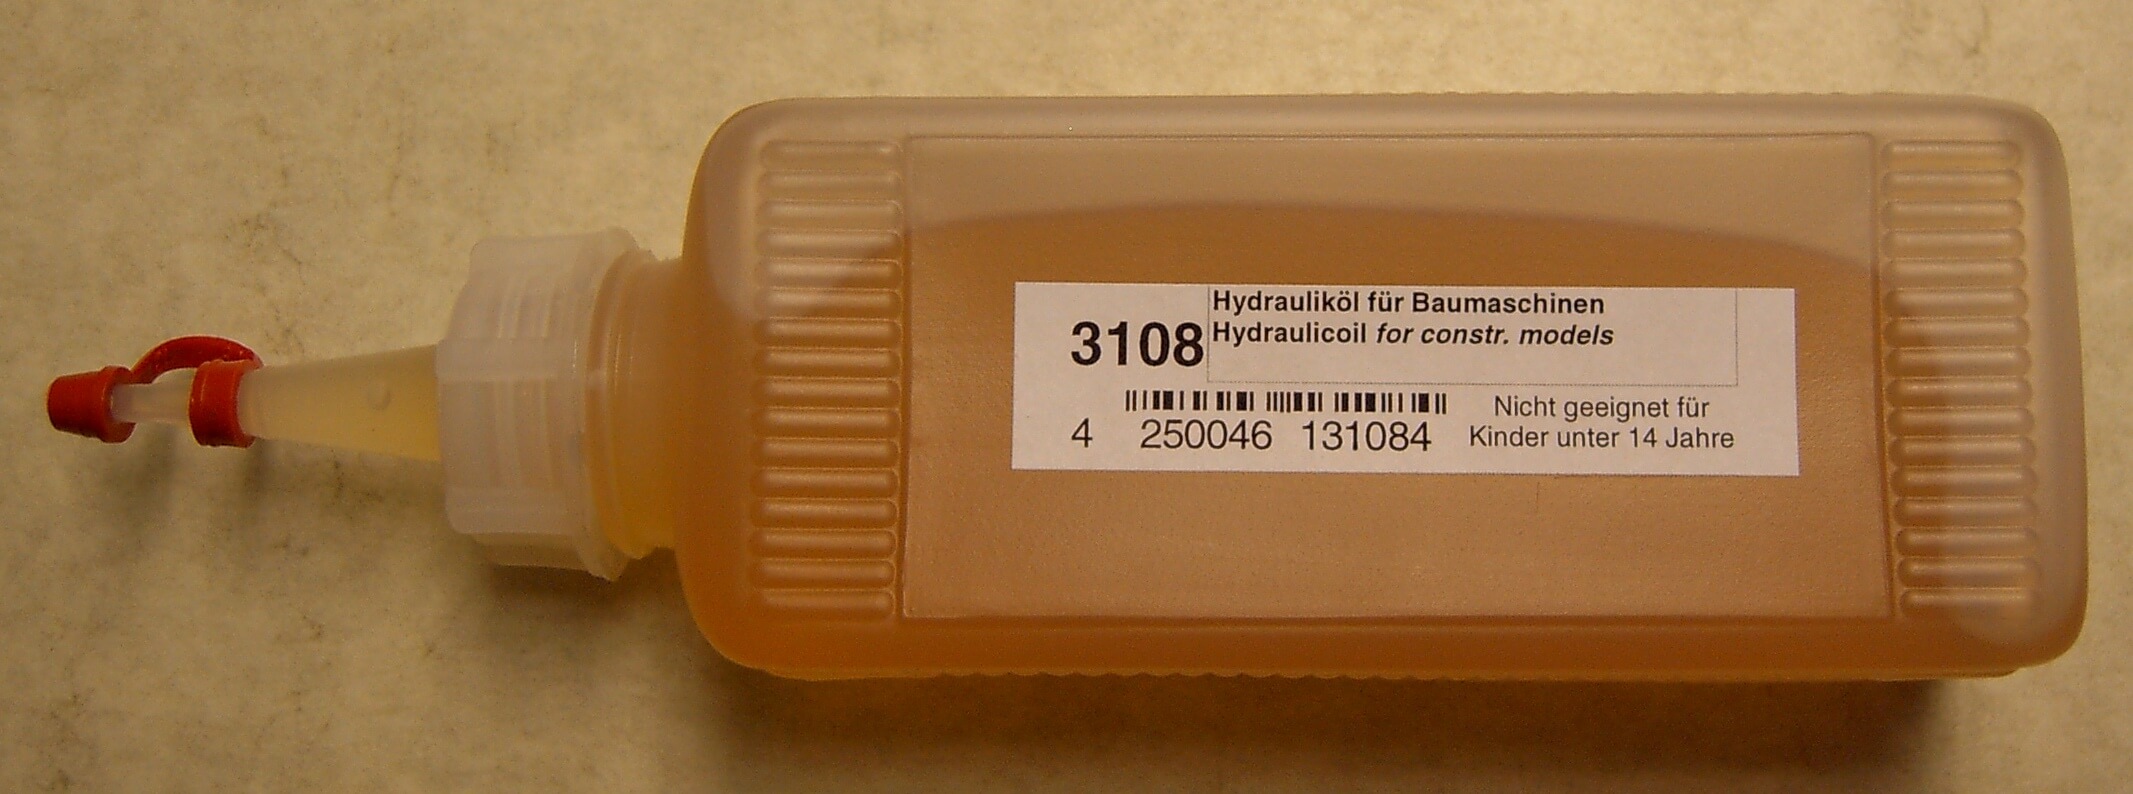 3108
Hydrauliköl für Baumaschinen
Hydraulicoil for constr. models
4 250046 131084
Nicht geeignet für
Kinder unter 14 Jahre